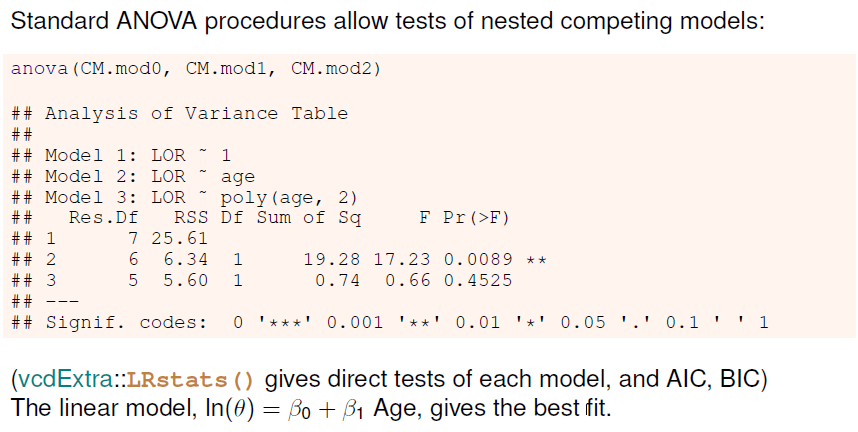 Standard ANOVA procedures allow tests of nested competing models:
anova(CM.mod0, CM.mod1, CM.mod2)
## Analysis of Variance Table
##
## Model 1: LOR ~ 1
## Model 2: LOR ~ age
## Model 3: LOR ~ poly(age, 2)
##   Res.Df   RSS Df Sum of Sq     F Pr(>F)
## 1      7 25.61
## 2      6  6.34  1     19.28 17.23 0.0089 **
## 3      5  5.60  1      0.74  0.66 0.4525
## ---
## Signif. codes:  0 '***' 0.001 '**' 0.01 '*' 0.05 '.' 0.1 ' ' 1
(vcdExtra::LRstats() gives direct tests of each model, and AIC, BIC)
The linear model, ln(θ) = β₀ + β₁ Age, gives the best fit.